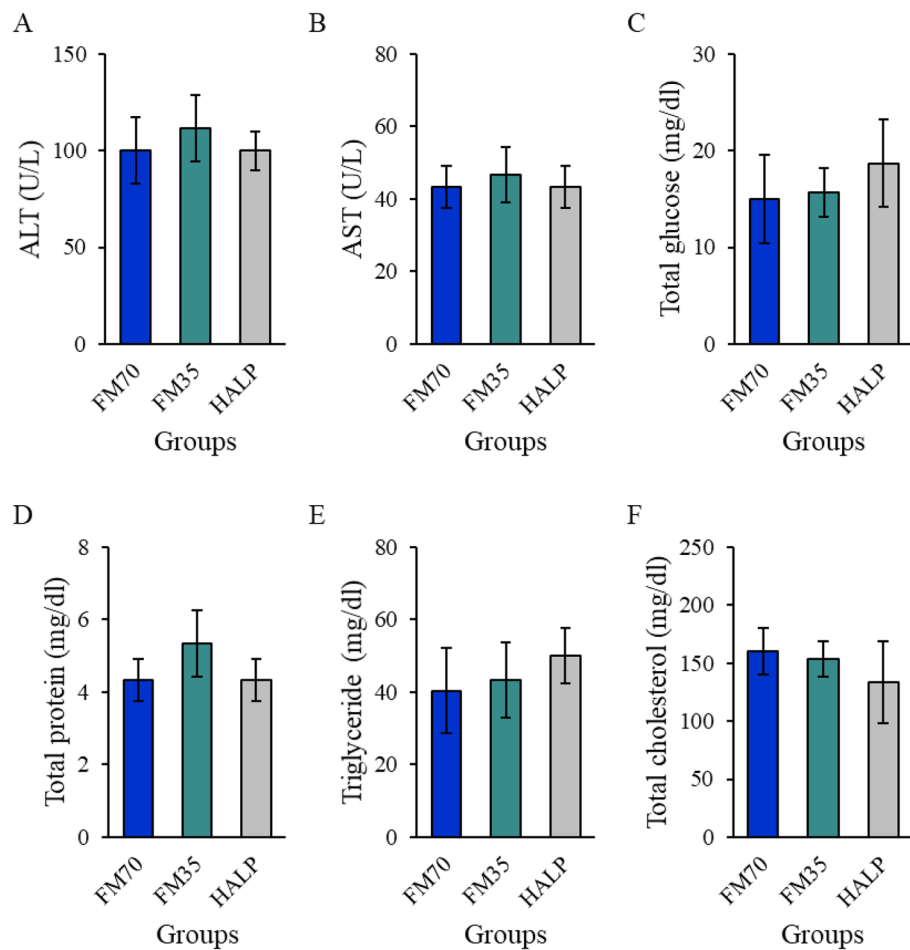 A
ALT (U/L)
150
100
50
0
FM70
FM35
HALP
Groups
B
AST (U/L)
80
60
40
20
0
FM70
FM35
HALP
Groups
C
Total glucose (mg/dl)
30
20
10
0
FM70
FM35
HALP
Groups
D
Total protein (mg/dl)
8
6
4
2
0
FM70
FM35
HALP
Groups
E
Triglyceride (mg/dl)
80
60
40
20
0
FM70
FM35
HALP
Groups
F
Total cholesterol (mg/dl)
250
200
150
100
50
0
FM70
FM35
HALP
Groups